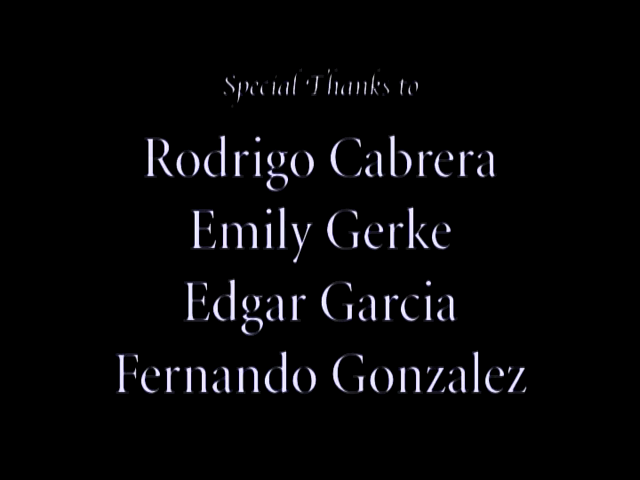 Special Thanks to
Rodrigo Cabrera
Emily Gerke
Edgar Garcia
Fernando Gonzalez